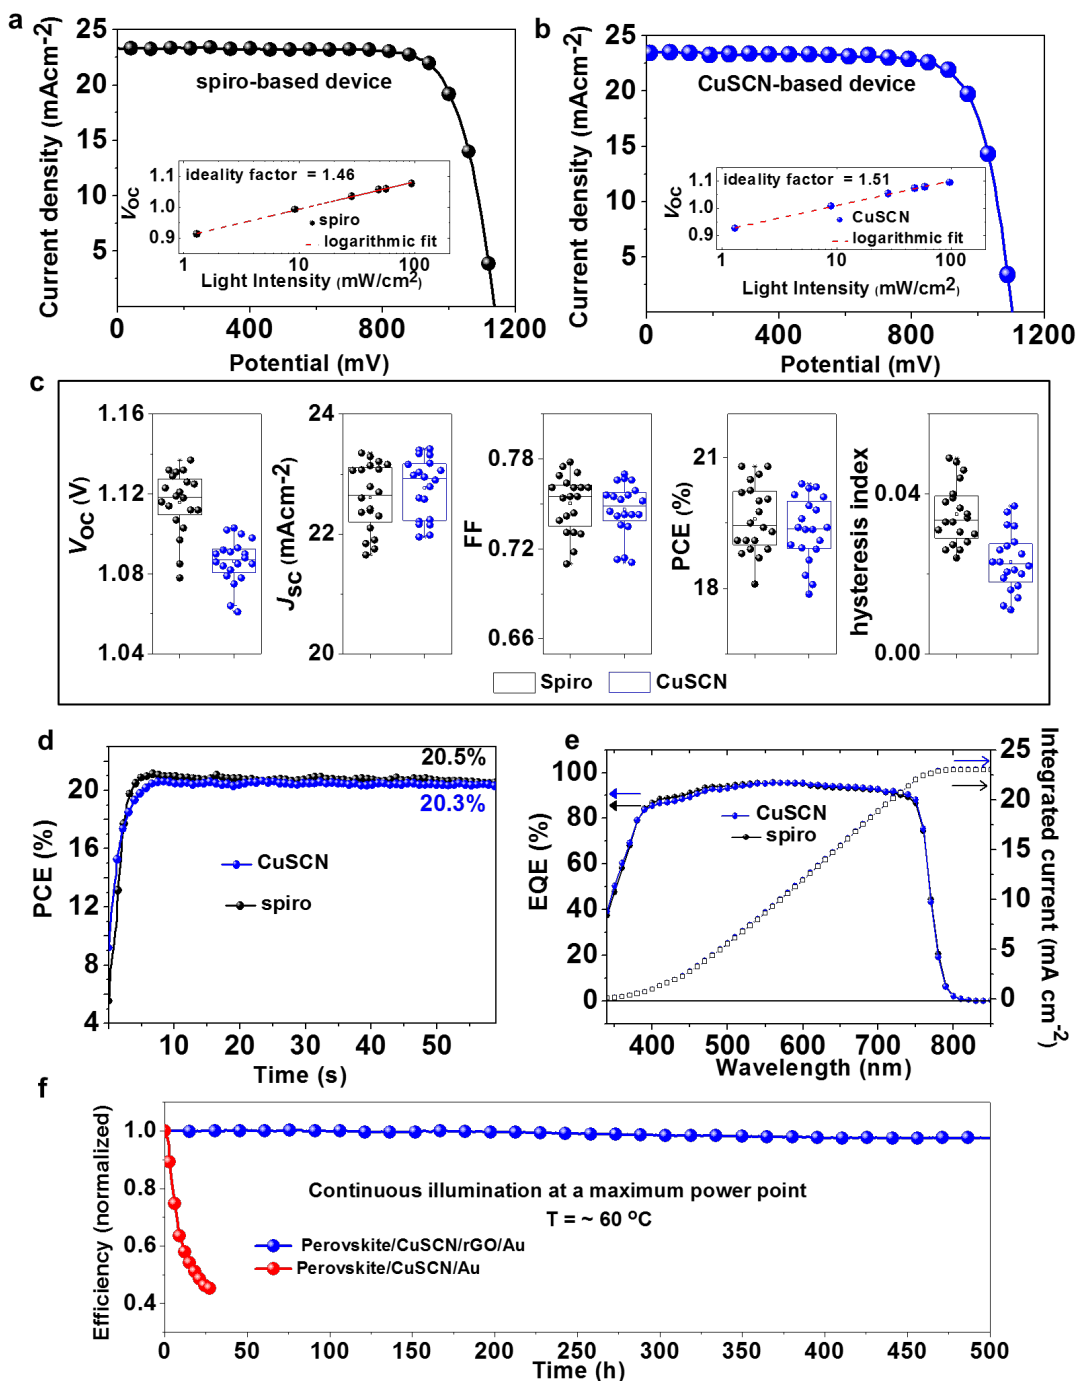 a
Current density (mAcm-2)
25
20
15
10
5
0
spiro-based device
VOC
1.1
1.0
0.9
ideality factor = 1.46
spiro
logarithmic fit
1
10
100
Light Intensity (mW/cm2)
0
400
800
1200
Potential (mV)
b
Current density (mAcm-2)
25
20
15
10
5
0
CuSCN-based device
VOC
1.1
1.0
0.9
ideality factor = 1.51
CuSCN
logarithmic fit
1
10
100
Light Intensity (mW/cm2)
0
400
800
1200
Potential (mV)
c
VOC (V)
1.16
1.12
1.08
1.04
JSC (mAcm-2)
24
22
20
FF
0.78
0.72
0.66
PCE (%)
21
18
hysteresis index
0.04
0.00
Spiro
CuSCN
d
PCE (%)
20
16
12
8
4
20.5%
20.3%
CuSCN
spiro
10
20
30
40
50
Time (s)
e
EQE (%)
100
80
60
40
20
0
CuSCN
spiro
400
500
600
700
800
Wavelength (nm)
25
20
15
10
5
0
Integrated current (mA cm-2)
f
Efficiency (normalized)
1.0
0.8
0.6
0.4
Continuous illumination at a maximum power point
T = ~ 60 °C
Perovskite/CuSCN/rGO/Au
Perovskite/CuSCN/Au
0
50
100
150
200
250
300
350
400
450
500
Time (h)